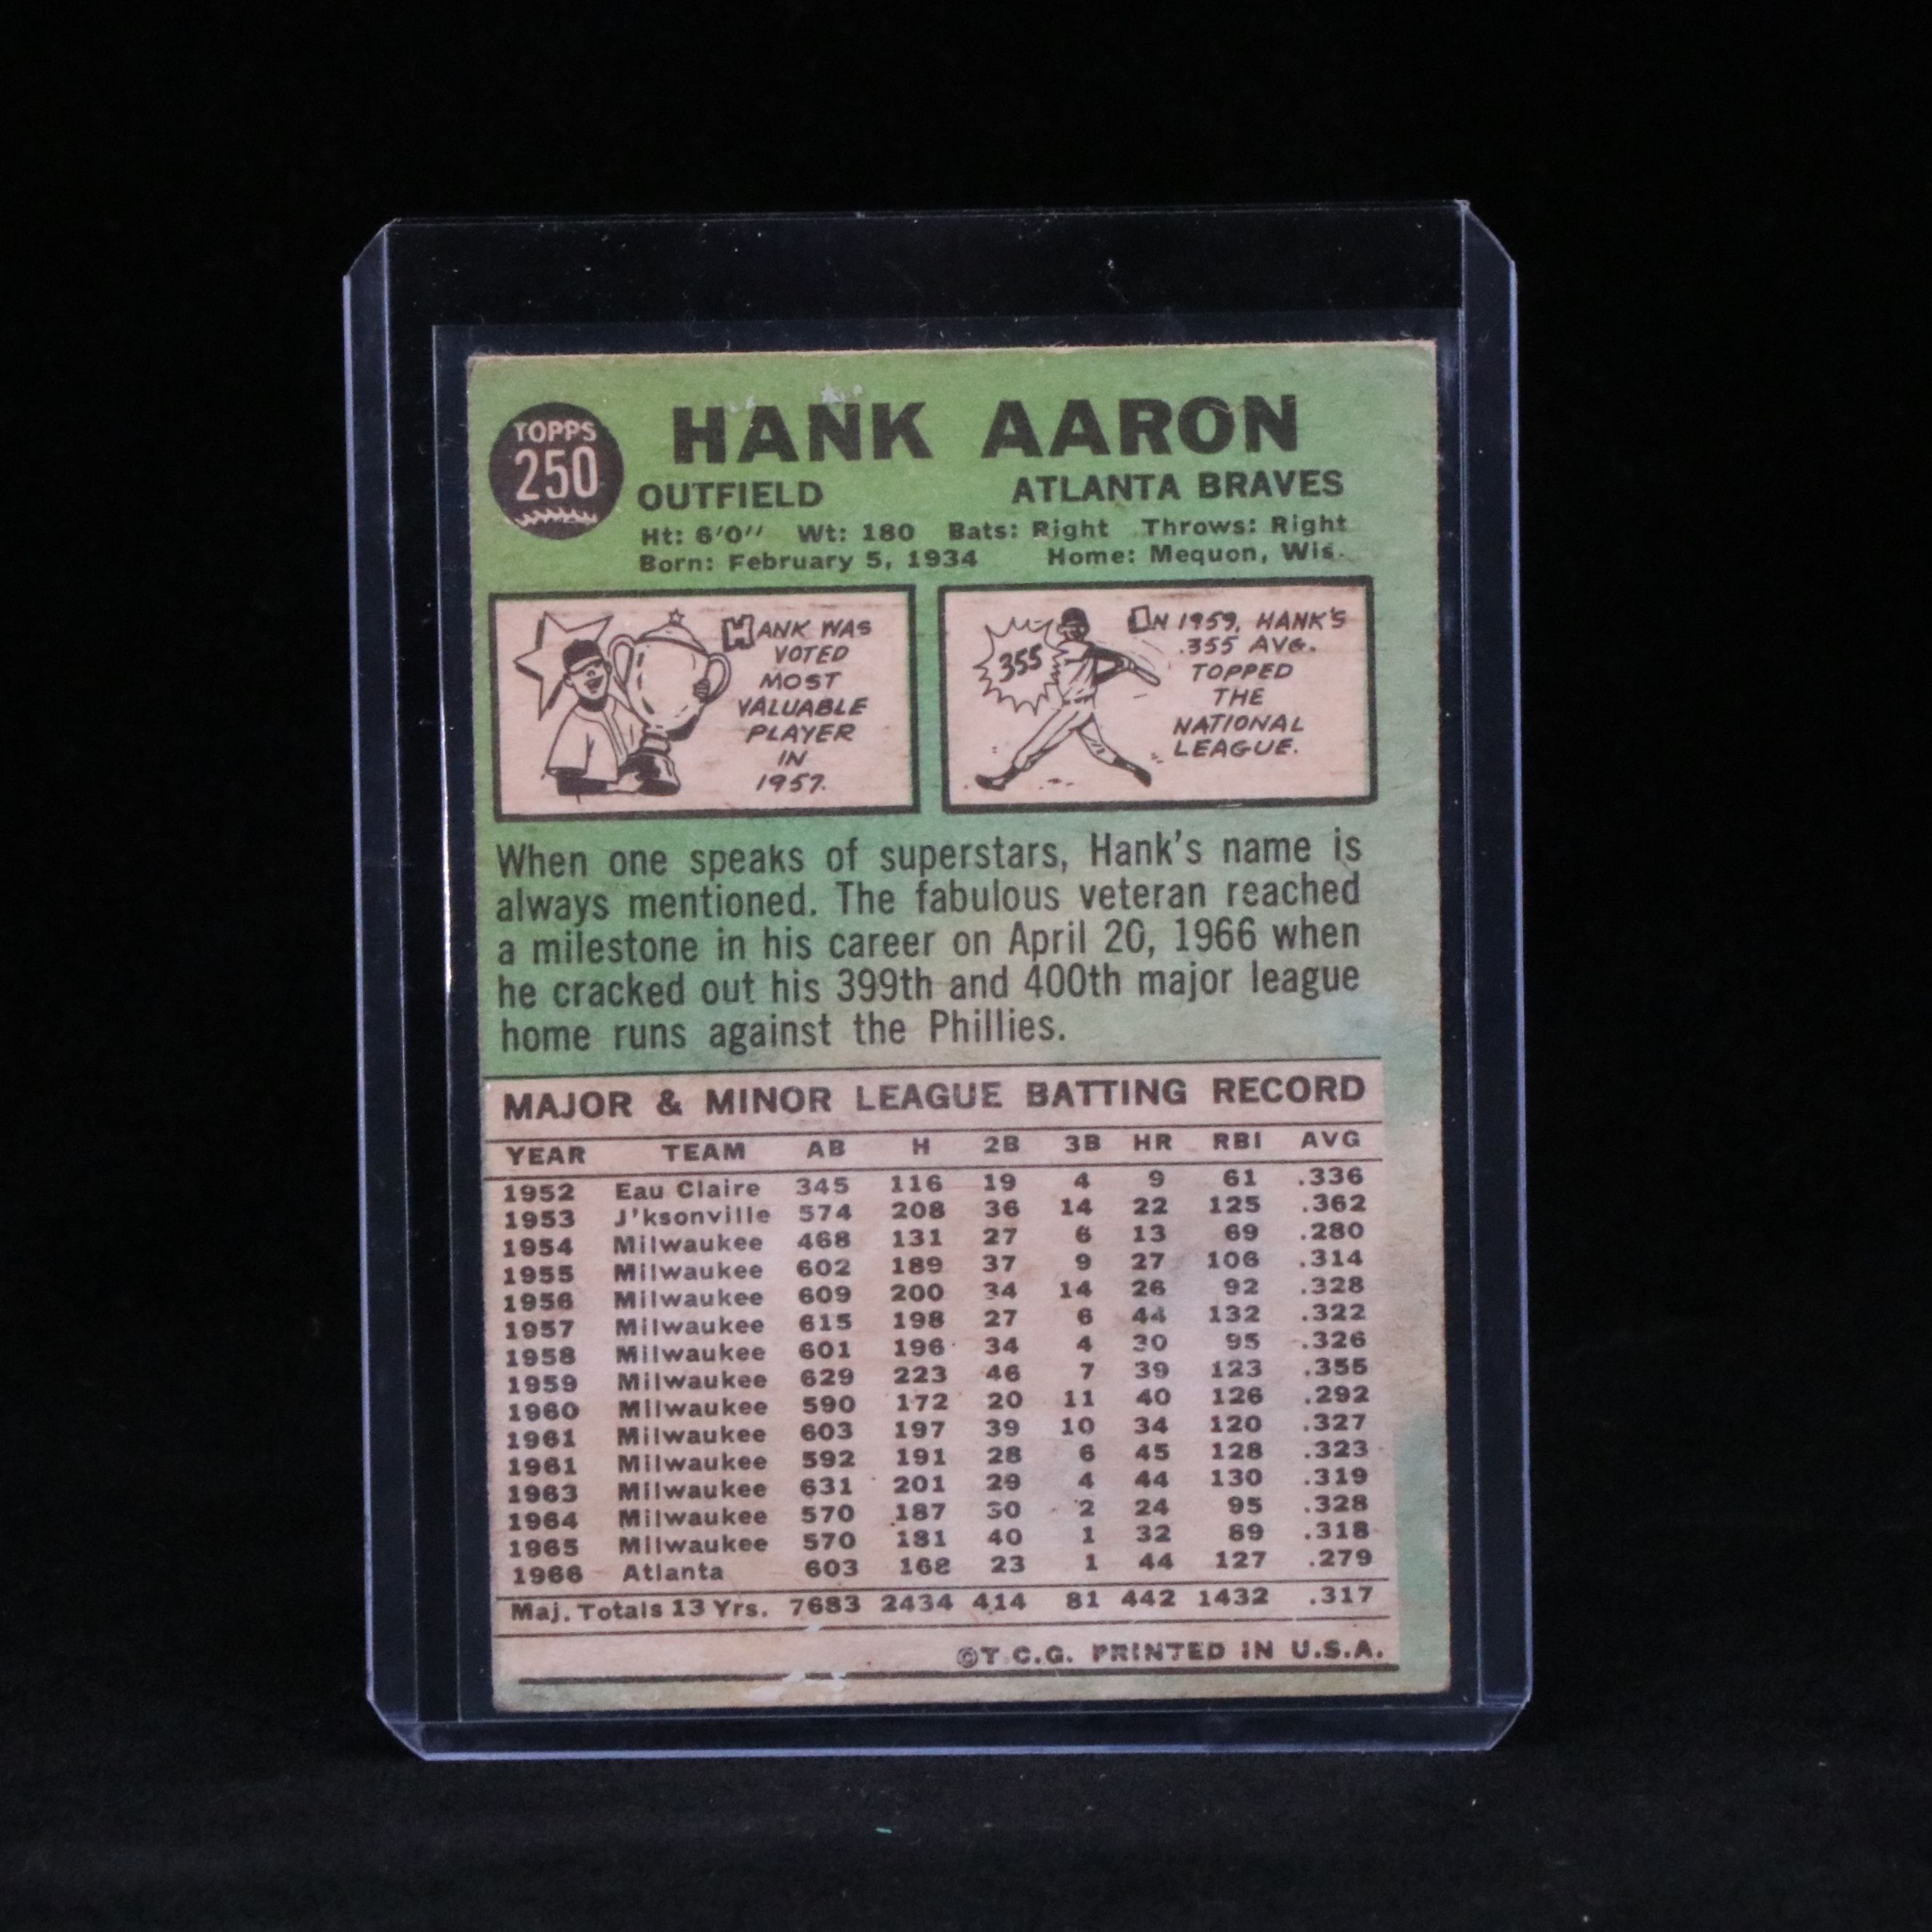 TOPPS
250
HANK AARON
OUTFIELD ATLANTA BRAVES
Ht: 6'0" Wt: 180 Bats: Right Throws: Right
Born: February 5, 1934 Home: Mequon, Wis.
HANK WAS
VOTED
MOST
VALUABLE
PLAYER
IN
1957.
355
IN 1959, HANK'S
.355 AVG.
TOPPED
THE
NATIONAL
LEAGUE.
When one speaks of superstars, Hank's name is
always mentioned. The fabulous veteran reached
a milestone in his career on April 20, 1966 when
he cracked out his 399th and 400th major league
home runs against the Phillies.
MAJOR & MINOR LEAGUE BATTING RECORD
YEAR TEAM AB H 2B 3B HR RBI AVG
1952 Eau Claire 345 116 19 4 9 61 .336
1953 J'ksonville 574 208 36 14 22 125 .362
1954 Milwaukee 468 131 27 6 13 69 .280
1955 Milwaukee 602 189 37 9 27 106 .314
1956 Milwaukee 609 200 34 14 26 92 .328
1957 Milwaukee 615 198 27 6 44 132 .322
1958 Milwaukee 601 196 34 4 30 95 .326
1959 Milwaukee 629 223 46 7 39 123 .355
1960 Milwaukee 590 172 20 11 40 126 .292
1961 Milwaukee 603 197 39 10 34 120 .327
1961 Milwaukee 592 191 28 6 45 128 .323
1963 Milwaukee 631 201 29 4 44 130 .319
1964 Milwaukee 570 187 30 2 24 95 .328
1965 Milwaukee 570 181 40 1 32 89 .318
1966 Atlanta 603 168 23 1 44 127 .279
Maj. Totals 13 Yrs. 7683 2434 414 81 442 1432 .317
©T.C.G. PRINTED IN U.S.A.